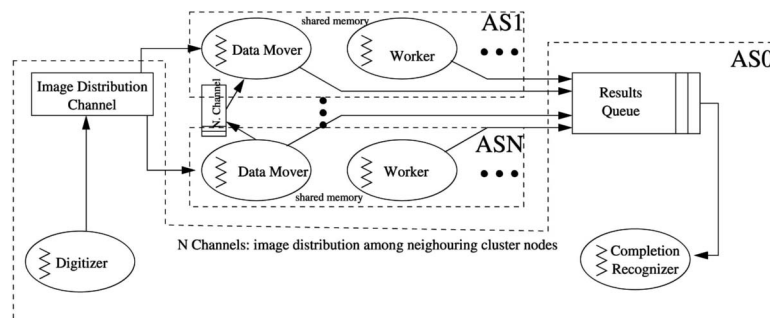 shared memory
AS1
Data Mover
Worker
AS0
Image Distribution
Channel
N. Channel
Results
Queue
ASN
Data Mover
Worker
shared memory
N Channels: image distribution among neighbouring cluster nodes
Digitizer
Completion
Recognizer